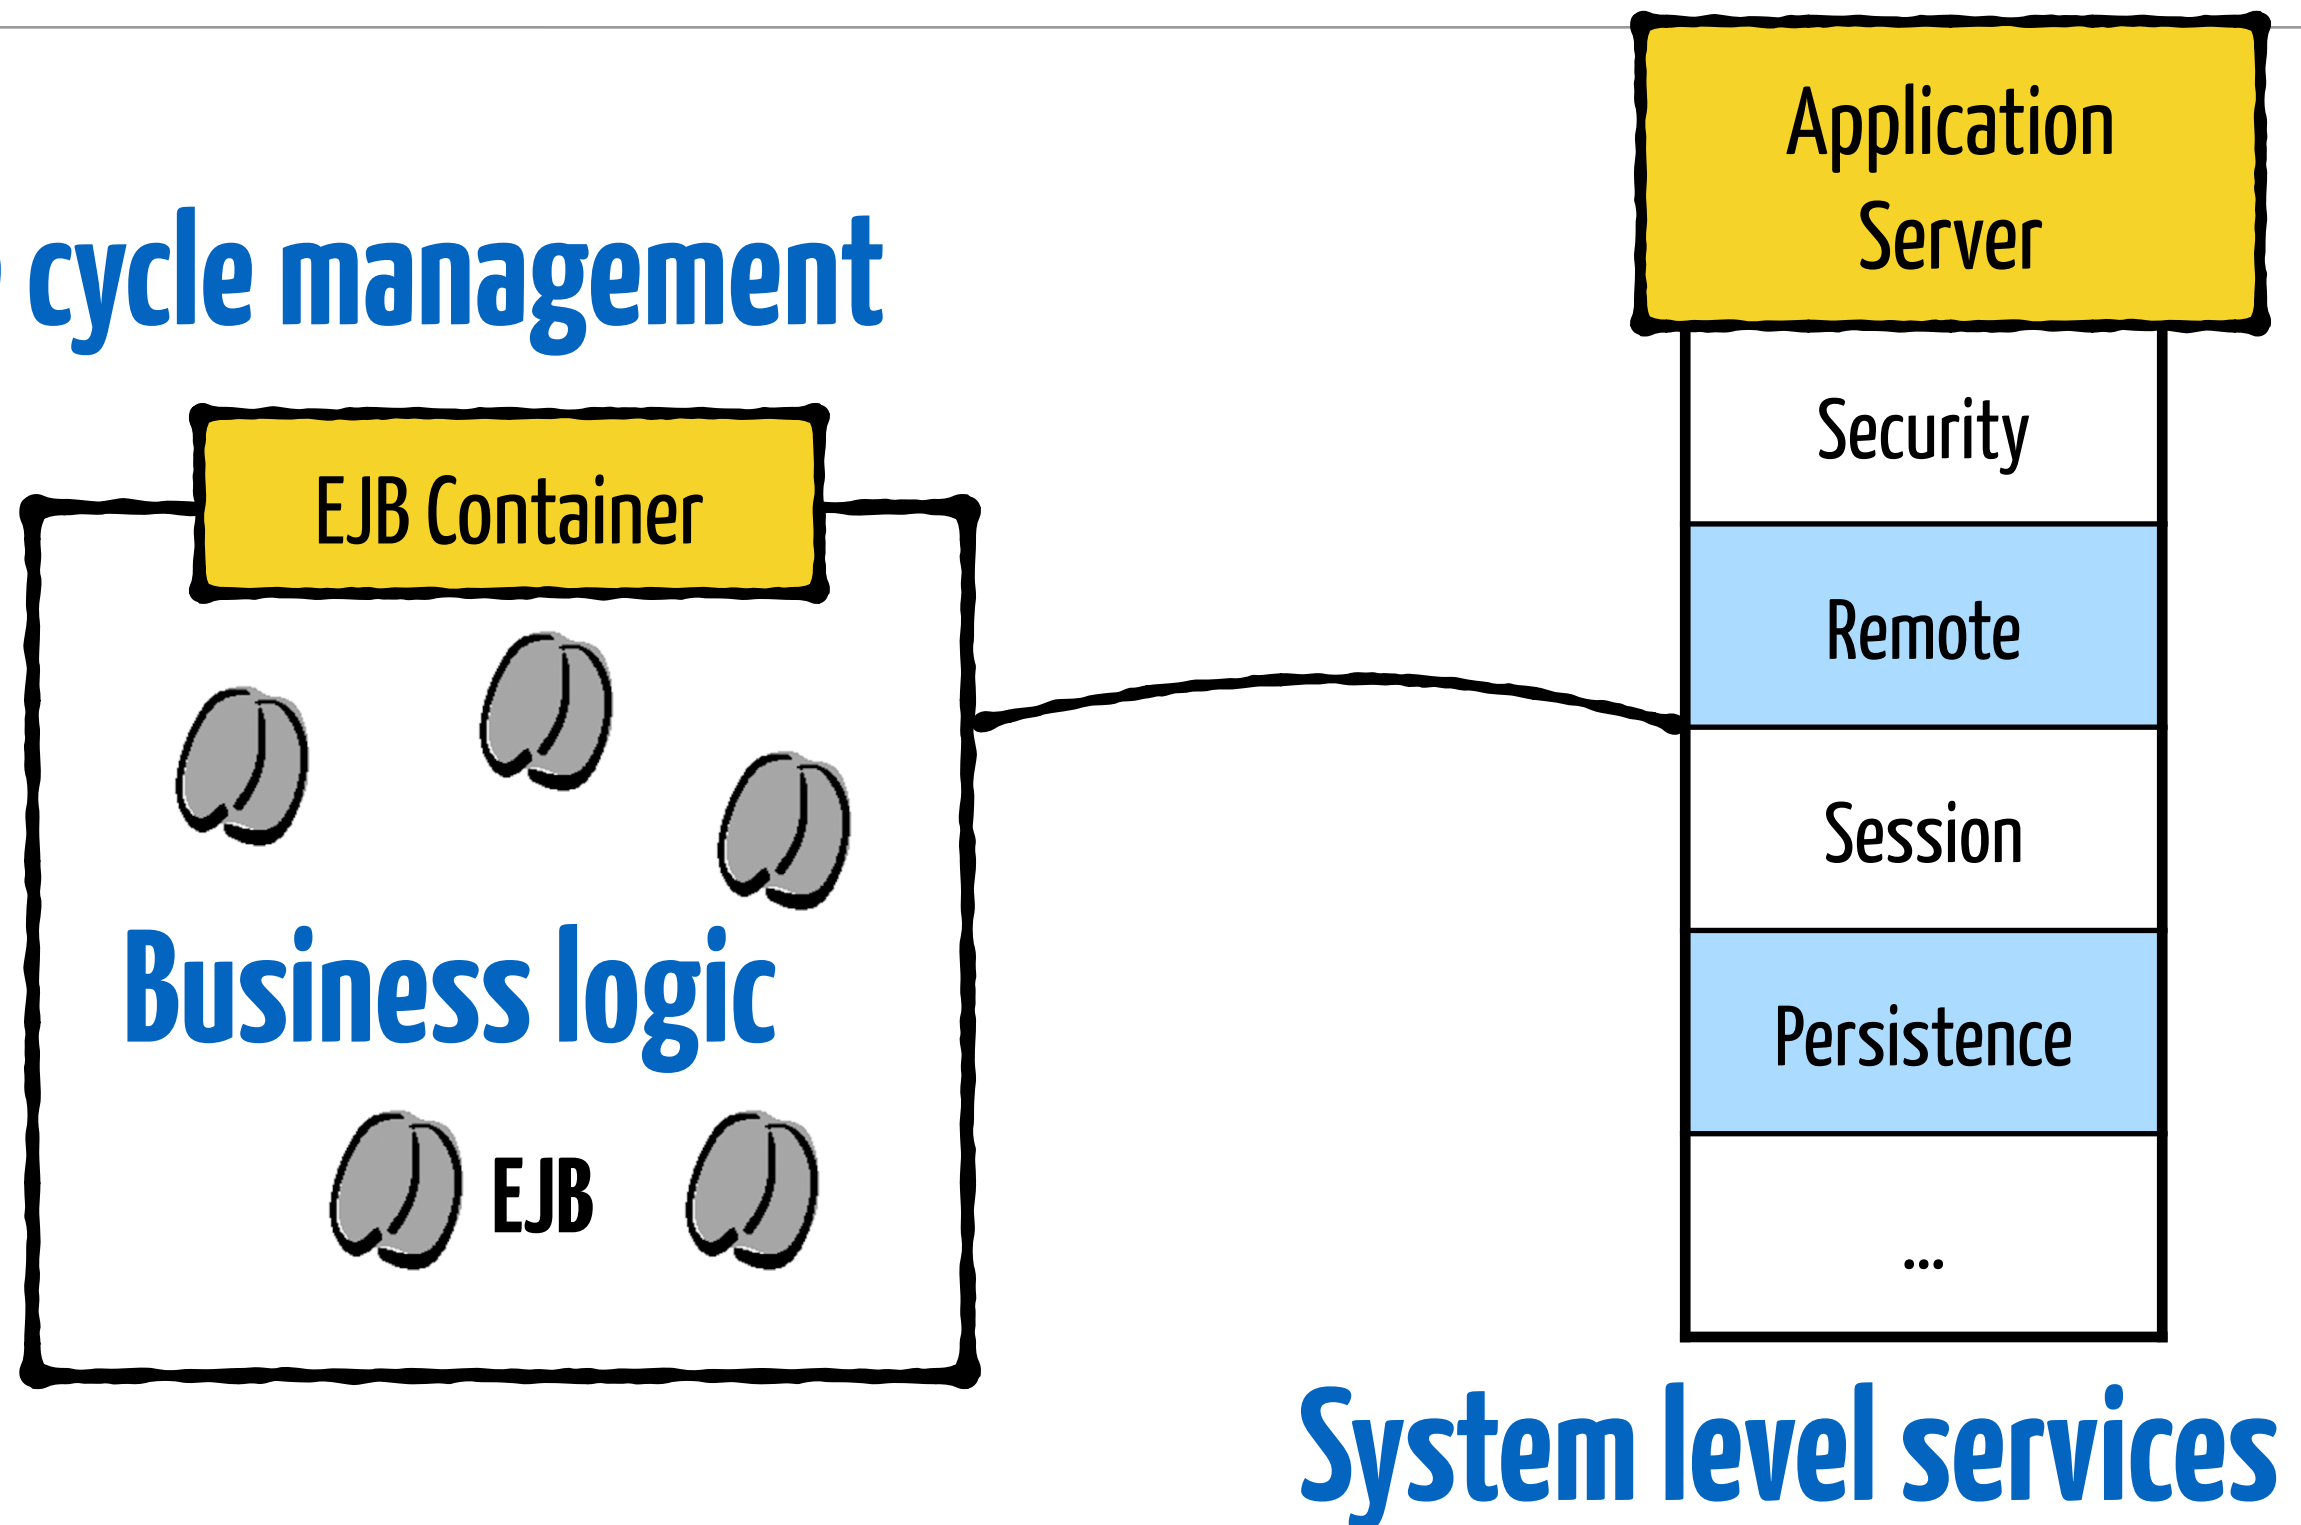 cycle management
EJB Container
Business logic
EJB
Application
Server
Security
Remote
Session
Persistence
...
System level services